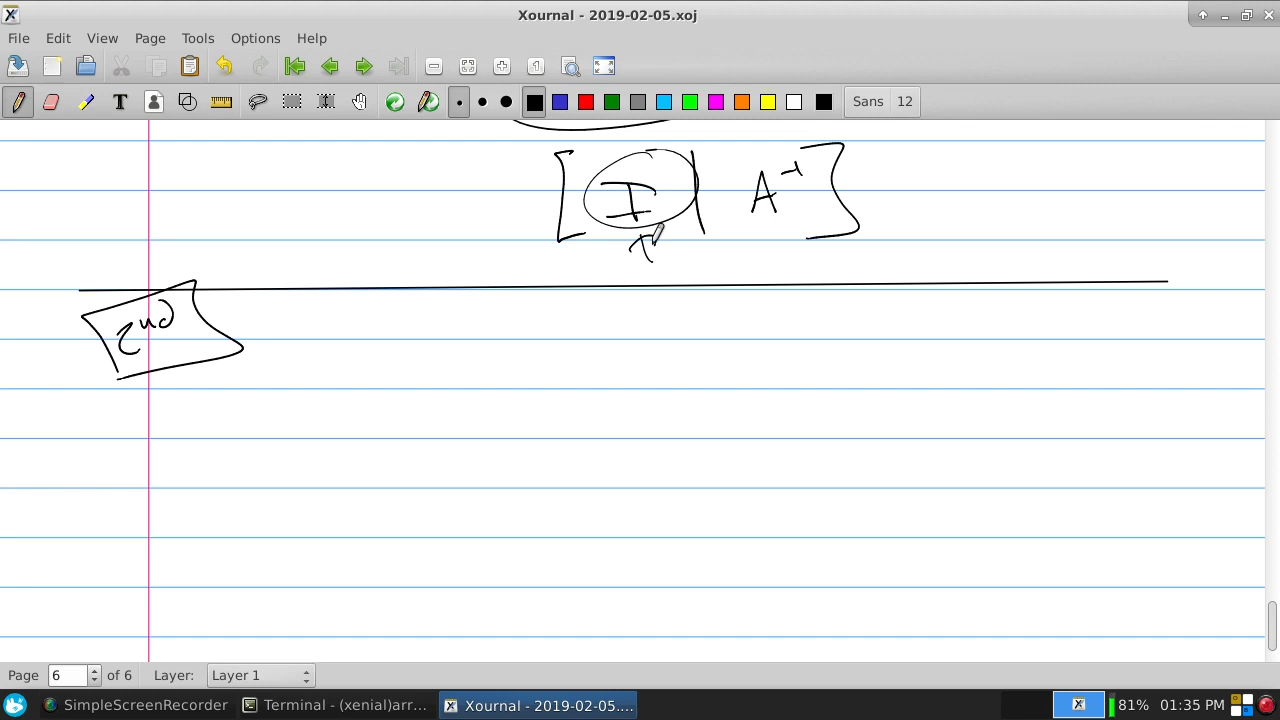 Xournal - 2019-02-05.xoj
File Edit View Page Tools Options Help
Sans 12
[ I | A⁻¹ ]
2nd
Page 6 of 6 Layer: Layer 1
SimpleScreenRecorder Terminal - (xenial)arr... Xournal - 2019-02-05.... 81% 01:35 PM